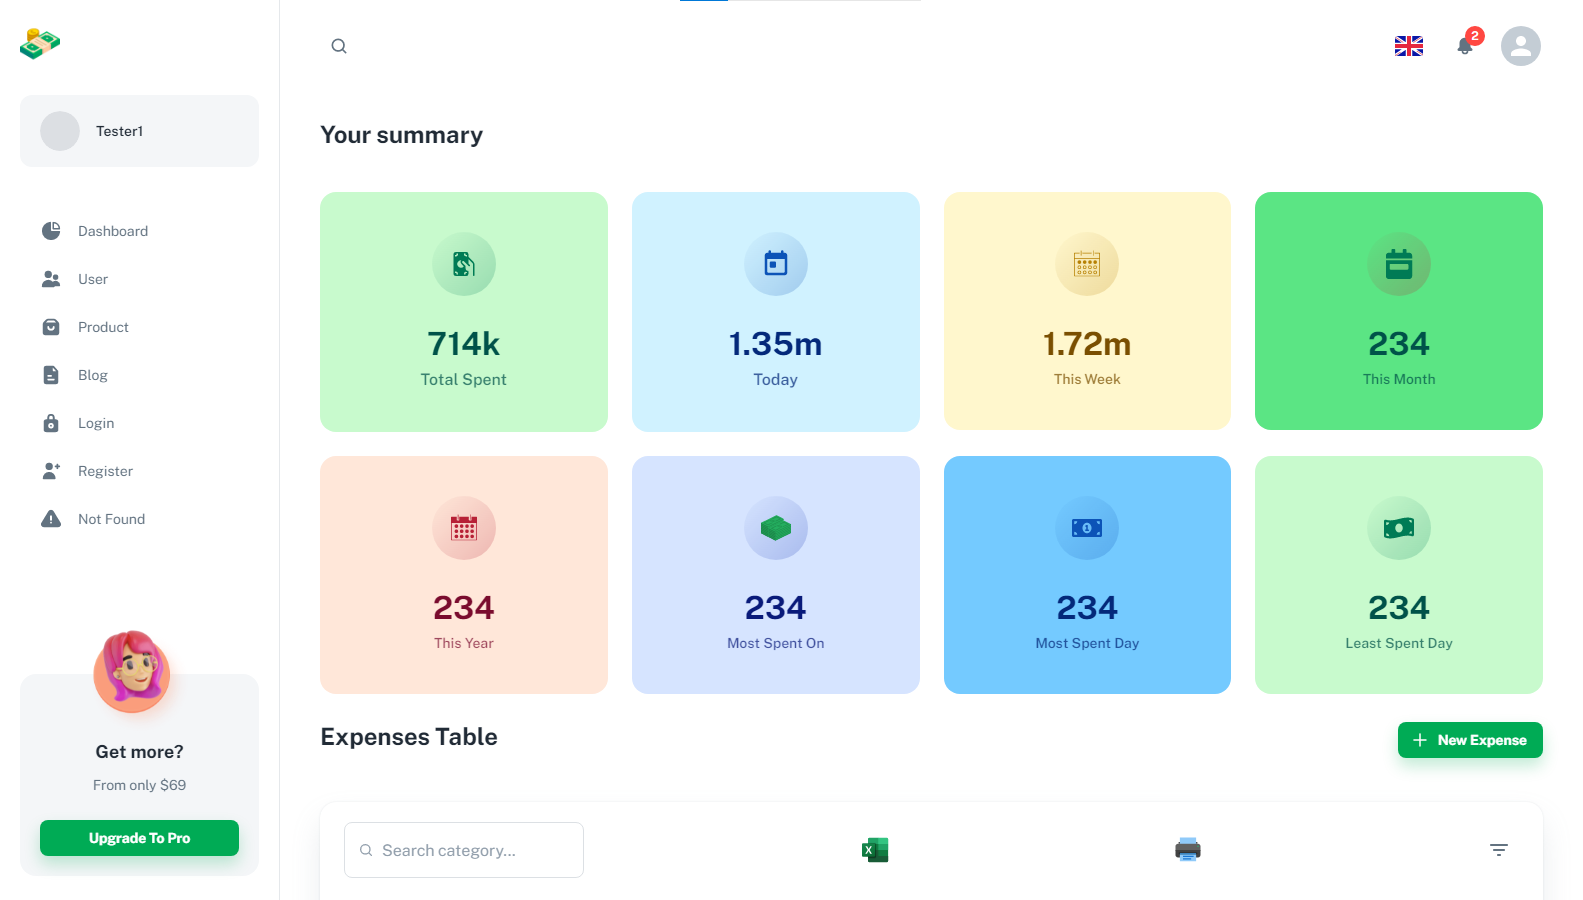 2
Tester1
Dashboard
User
Product
Blog
Login
Register
Not Found
Get more?
From only $69
Upgrade To Pro
Your summary
714k
Total Spent
1.35m
Today
1.72m
This Week
234
This Month
234
This Year
234
Most Spent On
234
Most Spent Day
234
Least Spent Day
Expenses Table
New Expense
Search category...